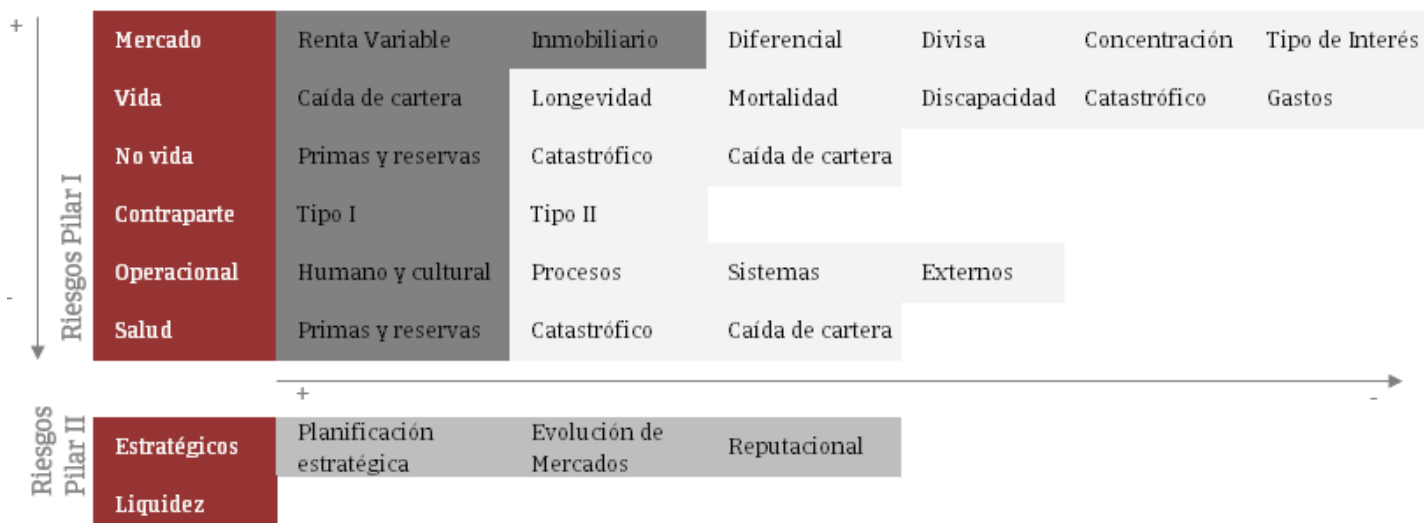 +
Mercado Renta Variable Inmobiliario Diferencial Divisa Concentración Tipo de Interés
Vida Caída de cartera Longevidad Mortalidad Discapacidad Catastrófico Gastos
No vida Primas y reservas Catastrófico Caída de cartera
Contraparte Tipo I Tipo II
Operacional Humano y cultural Procesos Sistemas Externos
Salud Primas y reservas Catastrófico Caída de cartera
-
Riesgos Pilar I
+ -
Riesgos
Pilar II
Estratégicos
Planificación
estratégica
Evolución de
Mercados
Reputacional
Liquidez